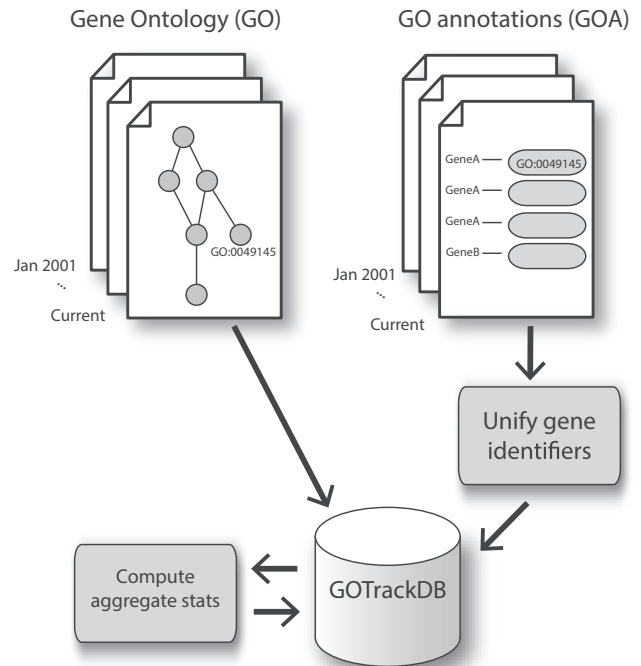 Gene Ontology (GO)
GO:0049145
Jan 2001
Current
GO annotations (GOA)
GeneA
GO:0049145
GeneA
GeneA
GeneB
Jan 2001
Current
Unify gene
identifiers
GOTrackDB
Compute
aggregate stats